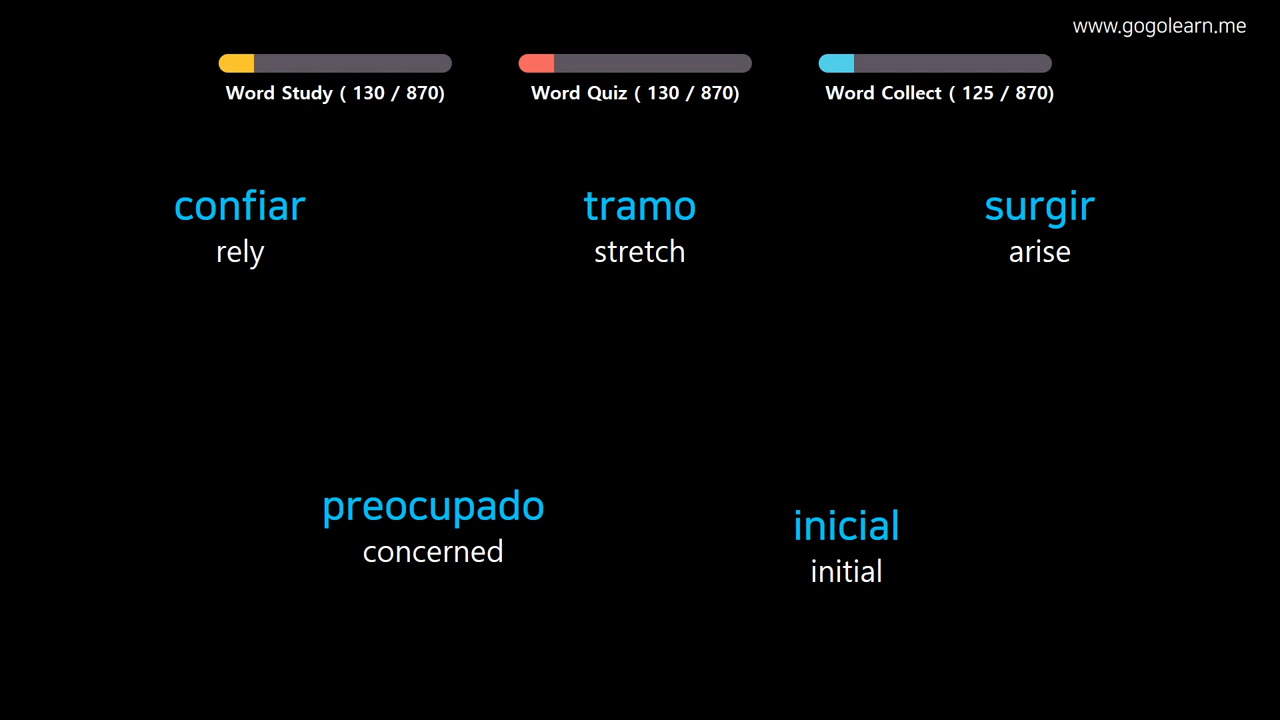 www.gogolearn.me
Word Study ( 130 / 870)
Word Quiz ( 130 / 870)
Word Collect ( 125 / 870)
confiar
rely
tramo
stretch
surgir
arise
preocupado
concerned
inicial
initial